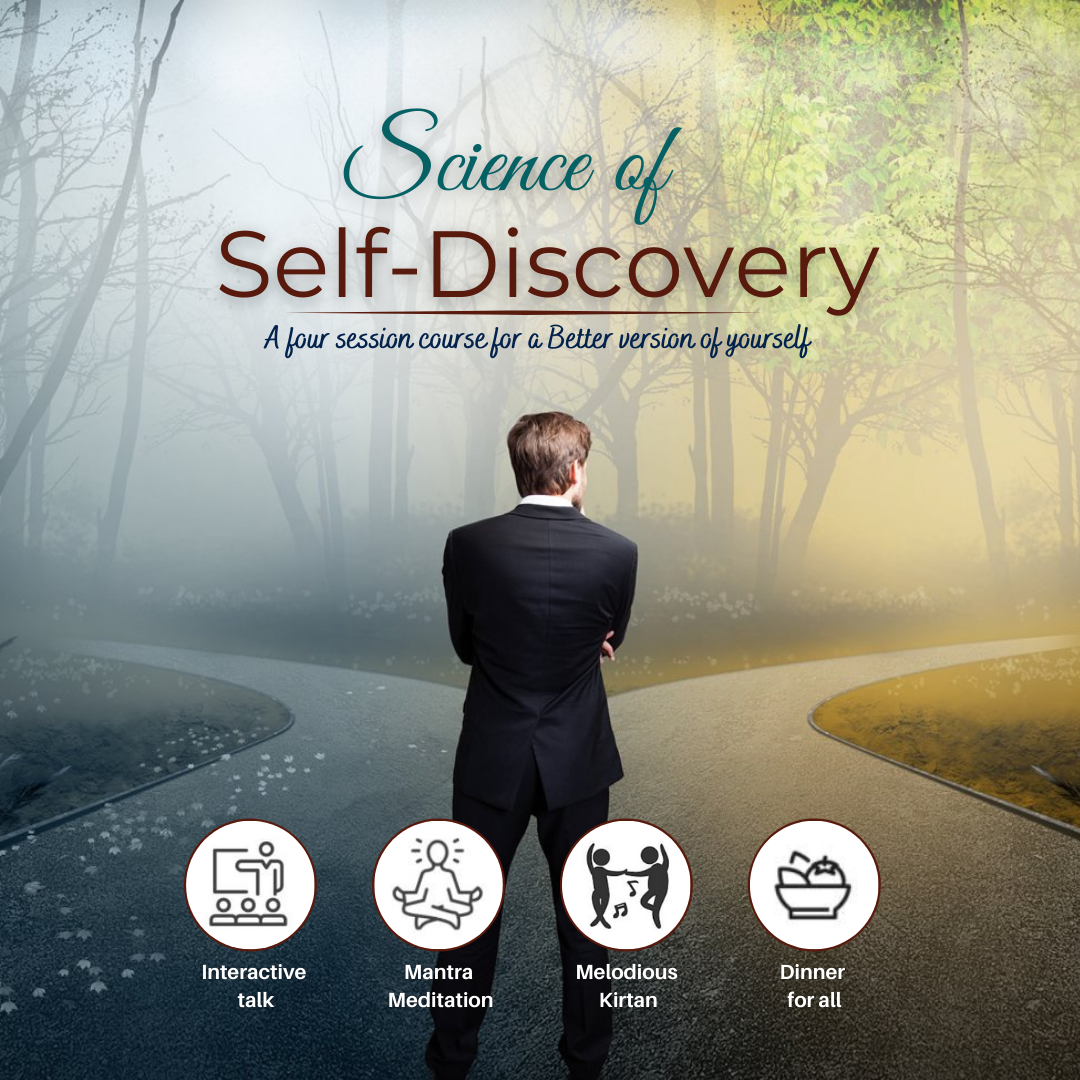 Science of
Self-Discovery
A four session course for a Better version of yourself
Interactive
talk
Mantra
Meditation
Melodious
Kirtan
Dinner
for all